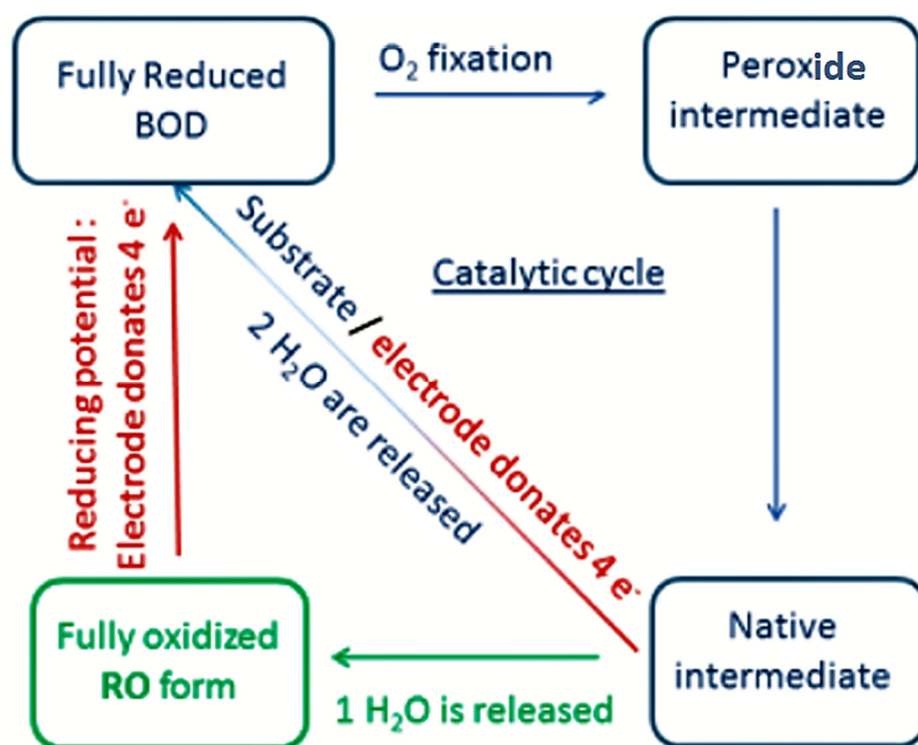 Fully Reduced
BOD
O₂ fixation
Peroxide
intermediate
Reducing potential :
Electrode donates 4 e⁻
Substrate / electrode donates 4 e⁻
2 H₂O are released
Catalytic cycle
Fully oxidized
RO form
1 H₂O is released
Native
intermediate